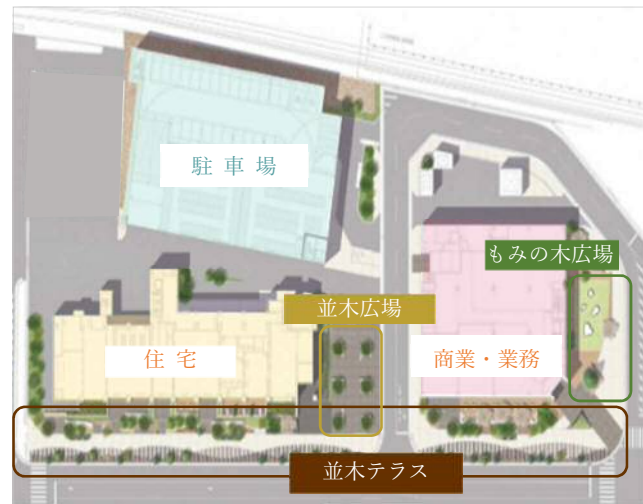 駐 車 場
もみの木広場
並木広場
住 宅
商業・業務
並木テラス